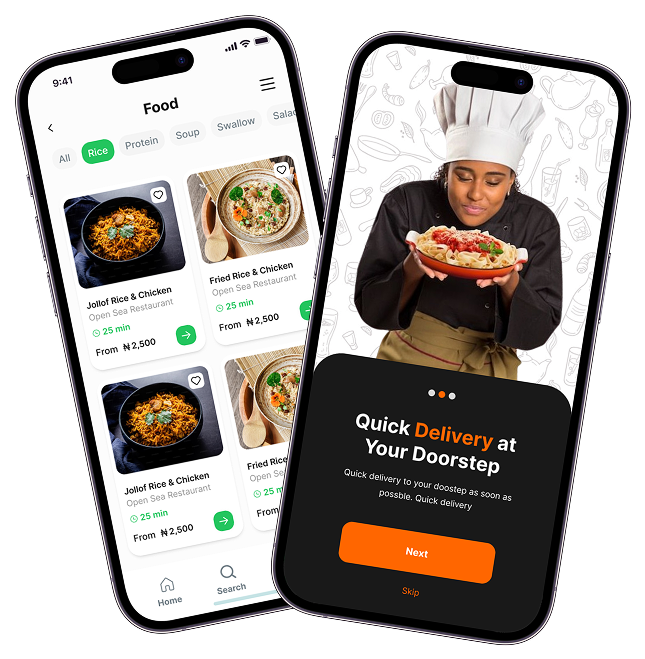 9:41
Food
All Rice Protein Soup Swallow
Jollof Rice & Chicken
Open Sea Restaurant
25 min
From ₦2,500
Fried Rice & Chicken
Open Sea Restaurant
25 min
From ₦2,500
Jollof Rice & Chicken
Open Sea Restaurant
25 min
From ₦2,500
Fried Rice
Open Sea
25 min
From
Home
Search
Quick Delivery at
Your Doorstep
Quick delivery to your doostep as soon as
possble. Quick delivery
Next
Skip